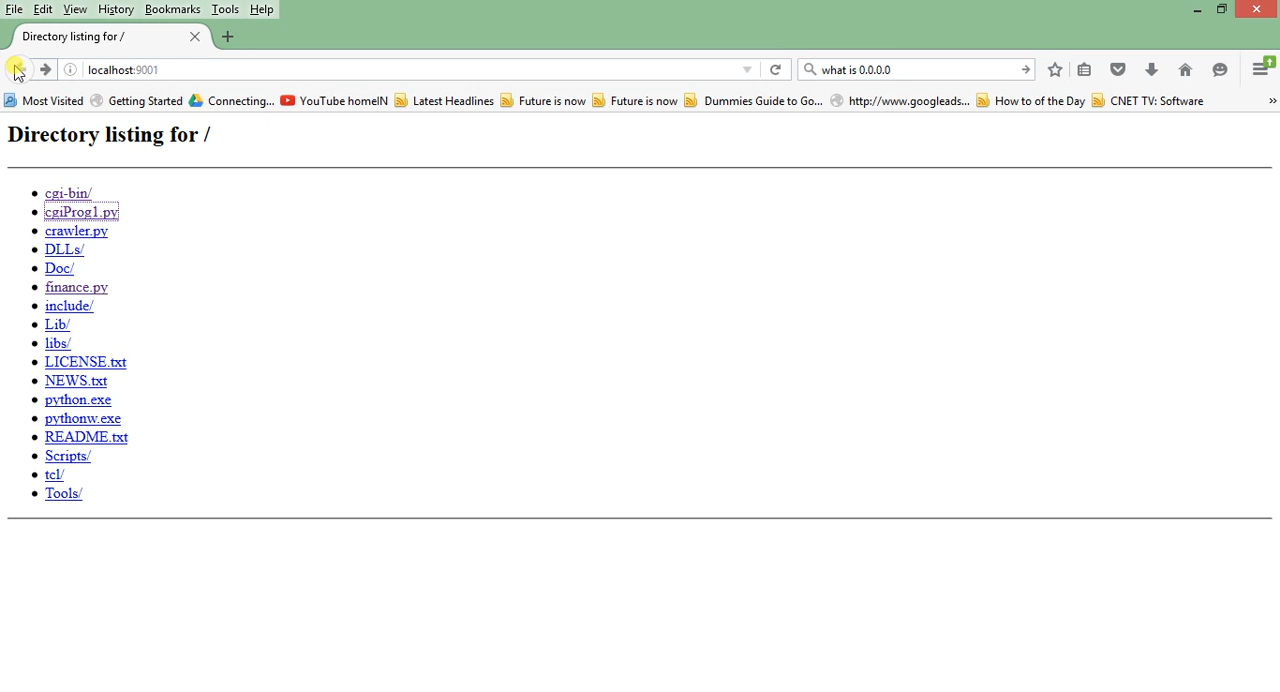 File Edit View History Bookmarks Tools Help
Directory listing for /
localhost:9001 what is 0.0.0.0
Most Visited Getting Started Connecting... YouTube homeIN Latest Headlines Future is now Future is now Dummies Guide to Go... http://www.googleads... How to of the Day CNET TV: Software »
Directory listing for /
cgi-bin/
cgiProg1.py
crawler.py
DLLs/
Doc/
finance.py
include/
Lib/
libs/
LICENSE.txt
NEWS.txt
python.exe
pythonw.exe
README.txt
Scripts/
tcl/
Tools/